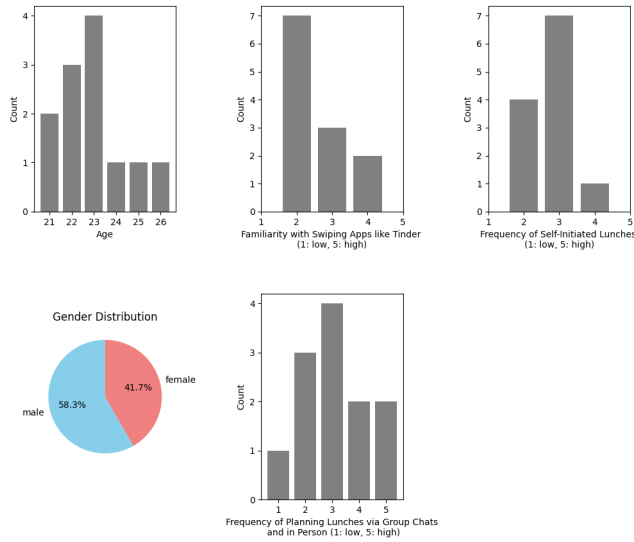 4
3
2
1
0
Count
21 22 23 24 25 26
Age
7
6
5
4
3
2
1
0
Count
1 2 3 4 5
Familiarity with Swiping Apps like Tinder
(1: low, 5: high)
7
6
5
4
3
2
1
0
Count
1 2 3 4 5
Frequency of Self-Initiated Lunches
(1: low, 5: high)
Gender Distribution
female
41.7%
58.3%
male
4
3
2
1
0
Count
1 2 3 4 5
Frequency of Planning Lunches via Group Chats
and in Person (1: low, 5: high)